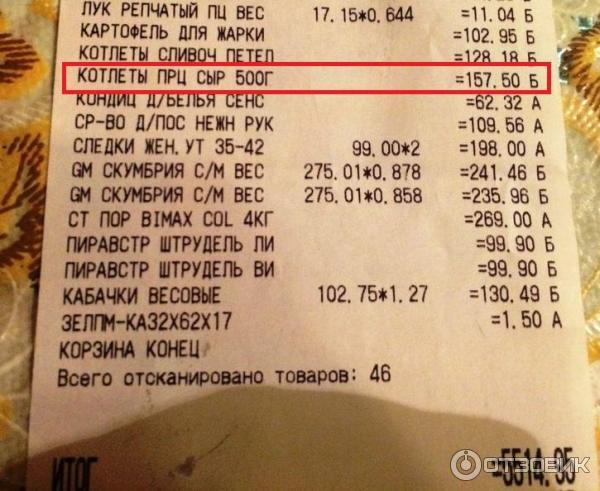 ЛУК РЕПЧАТЫЙ ПЦ ВЕС 17.15*0,644 =11.04 Б
КАРТОФЕЛЬ ДЛЯ ЖАРКИ =102.95 Б
КОТЛЕТЫ СЛИВОЧ ПЕТЕЛ =128.18 Б
КОТЛЕТЫ ПРЦ СЫР 500Г =157.50 Б
КОНДИЦ Д/БЕЛЬЯ СЕНС =62.32 А
СР-ВО Д/ПОС НЕЖН РУК =109.56 А
СЛЕДКИ ЖЕН.УТ 35-42 99.00*2 =198.00 А
GM СКУМБРИЯ С/М ВЕС 275.01*0.878 =241.46 Б
GM СКУМБРИЯ С/М ВЕС 275.01*0.858 =235.96 Б
СТ ПОР BIMAX COL 4КГ =269.00 А
ПИРАВСТР ШТРУДЕЛЬ ЛИ =99.90 Б
ПИРАВСТР ШТРУДЕЛЬ ВИ =99.90 Б
КАБАЧКИ ВЕСОВЫЕ 102.75*1.27 =130.49 Б
ЗЕЛПМ-КА32Х62Х17 =1.50 А
КОРЗИНА КОНЕЦ
Всего отсканировано товаров: 46
ИТОГ =5514.95
ОТЗОВИК